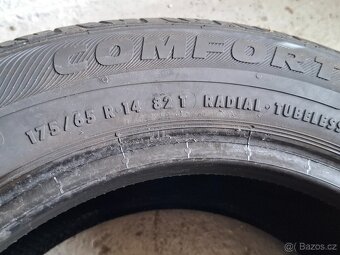 COMFORT
175/65 R 14 82 T RADIAL · TUBELESS
Bazos.cz